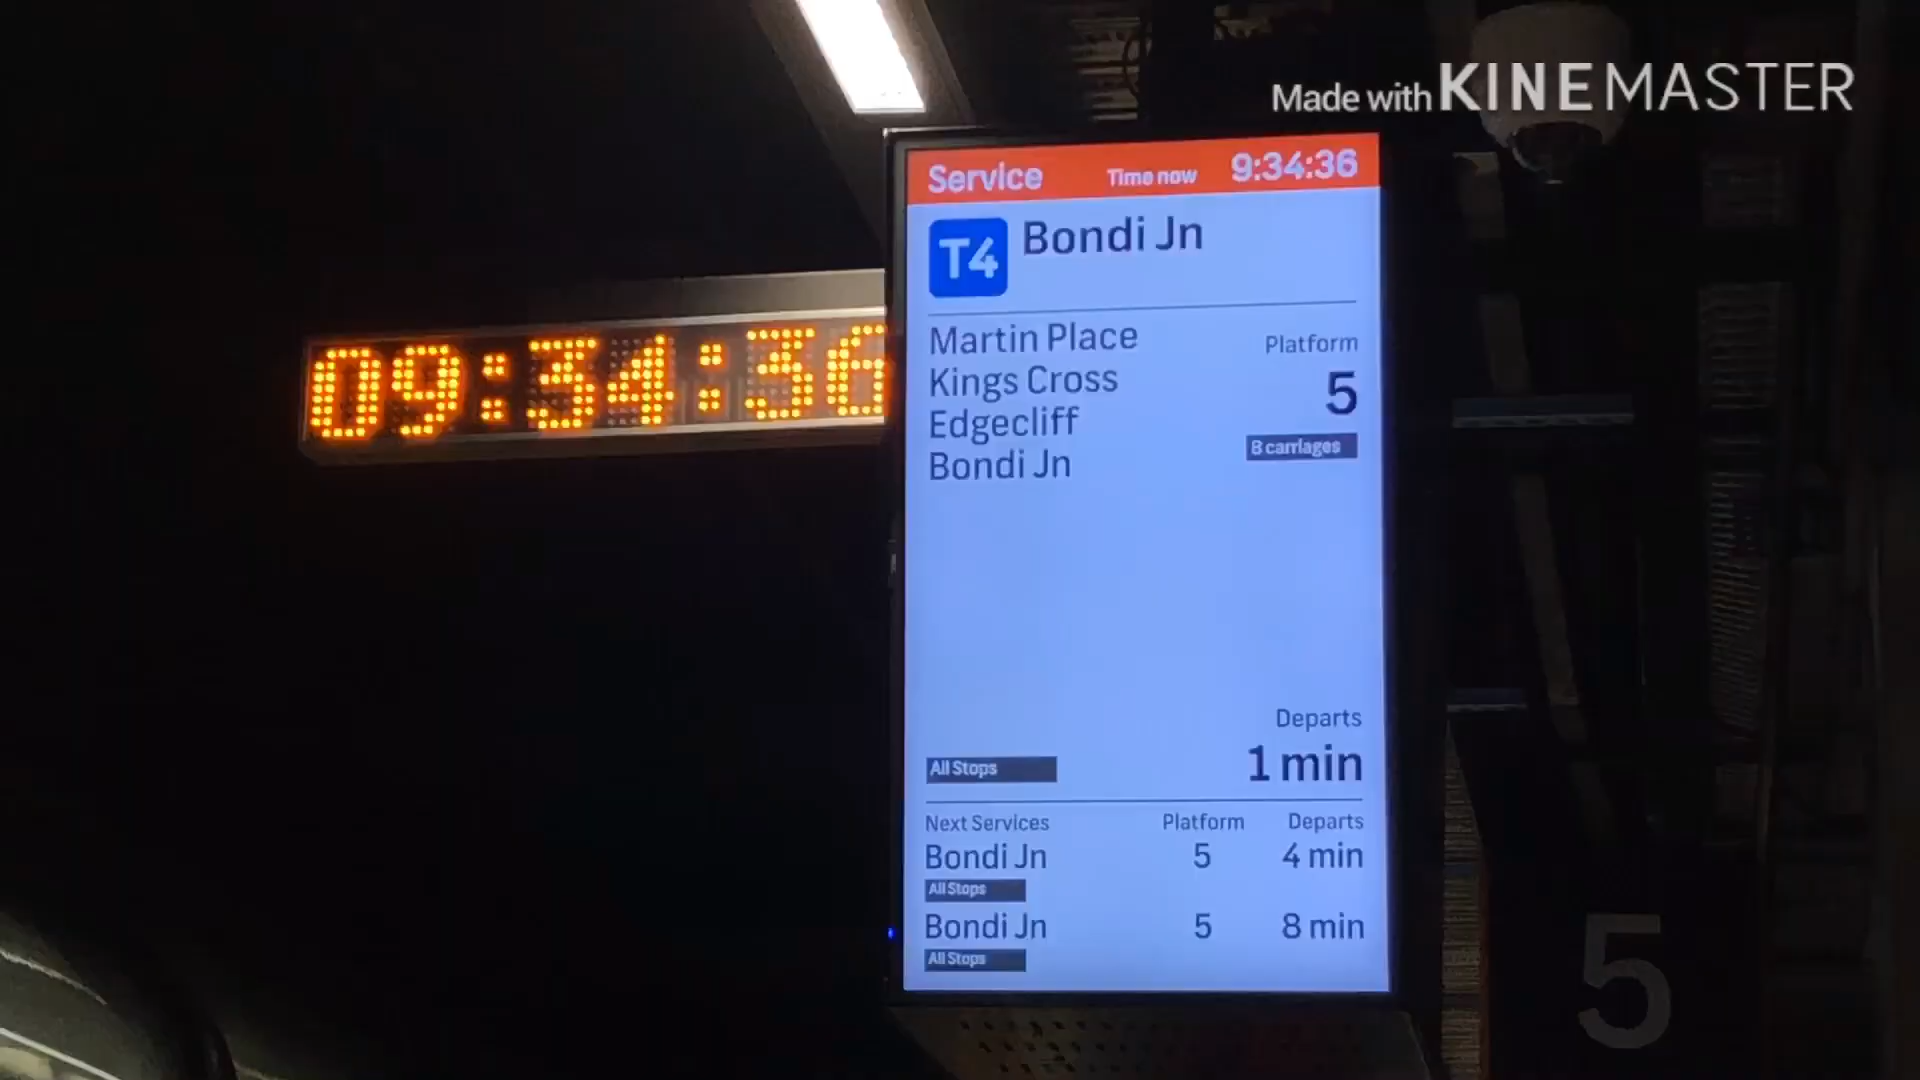 Made with KINEMASTER
09:34:36
Service Time now 9:34:36
T4 Bondi Jn
Martin Place
Kings Cross
Edgecliff
Bondi Jn
Platform
5
8 carriages
Departs
1 min
All Stops
Next Services Platform Departs
Bondi Jn 5 4 min
All Stops
Bondi Jn 5 8 min
All Stops
5